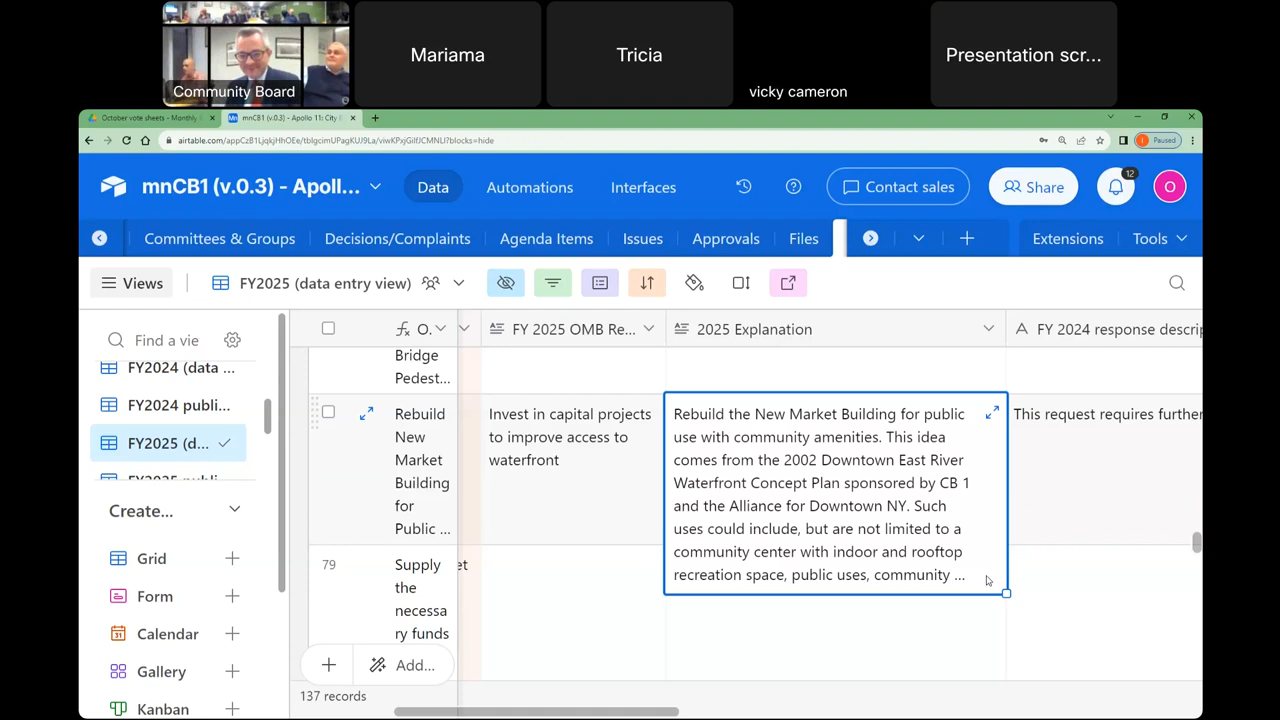 Community Board
Mariama
Tricia
vicky cameron
Presentation scr...
October vote sheets - Monthly
mnCB1 (v.0.3) - Apollo 11: City
airtable.com/appCzB1LjqkjHhOEe/tblgcimUPagKUJ9La/viwKPxjGilfJCMNLI?blocks=hide
Paused
mnCB1 (v.0.3) - Apoll...
Data
Automations
Interfaces
Contact sales
Share
12
O
Committees & Groups
Decisions/Complaints
Agenda Items
Issues
Approvals
Files
Extensions
Tools
Views
FY2025 (data entry view)
Find a vie
FY2024 (data ...
FY2024 publi...
FY2025 (d...
Create...
Grid
Form
Calendar
Gallery
Kanban
O.
FY 2025 OMB Re...
2025 Explanation
FY 2024 response descrip
Bridge
Pedest...
Rebuild
New
Market
Building
for
Public ...
Invest in capital projects
to improve access to
waterfront
Rebuild the New Market Building for public
use with community amenities. This idea
comes from the 2002 Downtown East River
Waterfront Concept Plan sponsored by CB 1
and the Alliance for Downtown NY. Such
uses could include, but are not limited to a
community center with indoor and rooftop
recreation space, public uses, community ...
This request requires further
79
Supply
the
necessa
ry funds
et
Add...
137 records